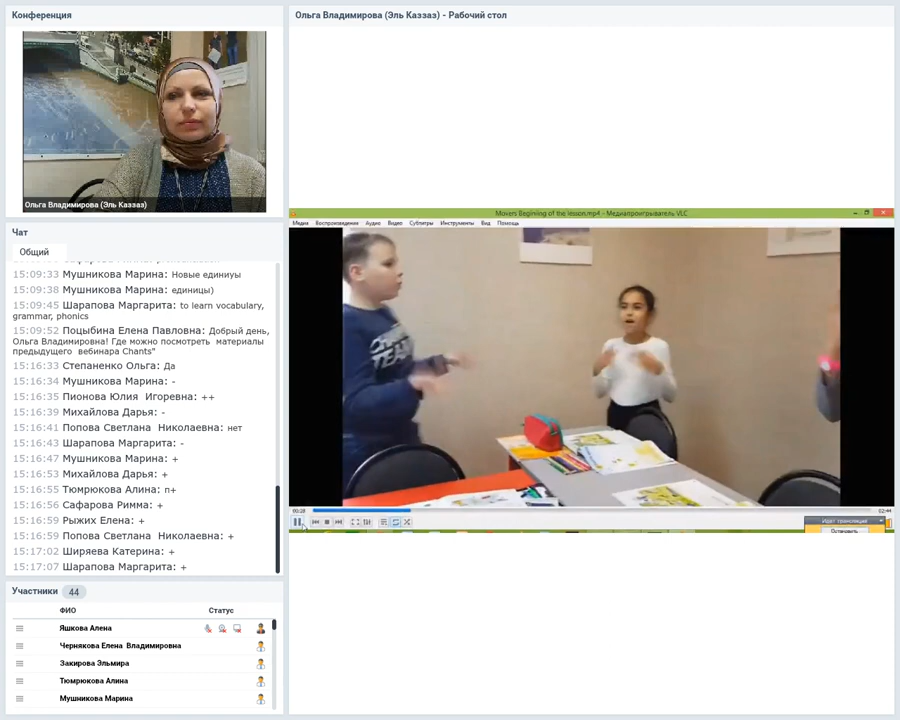 Конференция
Ольга Владимирова (Эль Каззаз)
Чат
Общий
15:09:33 Мушникова Марина: Новые единиуы
15:09:38 Мушникова Марина: единицы)
15:09:45 Шарапова Маргарита: to learn vocabulary,
grammar, phonics
15:09:52 Поцыбина Елена Павловна: Добрый день,
Ольга Владимировна! Где можно посмотреть материалы
предыдущего вебинара Chants"
15:16:33 Степаненко Ольга: Да
15:16:34 Мушникова Марина: -
15:16:35 Пионова Юлия Игоревна: ++
15:16:39 Михайлова Дарья: -
15:16:41 Попова Светлана Николаевна: нет
15:16:43 Шарапова Маргарита: -
15:16:47 Мушникова Марина: +
15:16:53 Михайлова Дарья: +
15:16:55 Тюмрюкова Алина: п+
15:16:56 Сафарова Римма: +
15:16:59 Рыжих Елена: +
15:16:59 Попова Светлана Николаевна: +
15:17:02 Ширяева Катерина: +
15:17:07 Шарапова Маргарита: +
Участники 44
ФИО Статус
Яшкова Алена
Чернякова Елена Владимировна
Закирова Эльмира
Тюмрюкова Алина
Мушникова Марина
Ольга Владимирова (Эль Каззаз) - Рабочий стол
Movers Beginiing of the lesson.mp4 - Медиапроигрыватель VLC
Медиа Воспроизведение Аудио Видео Субтитры Инструменты Вид Помощь
00:28
02:44
Идет трансляция
Остановить